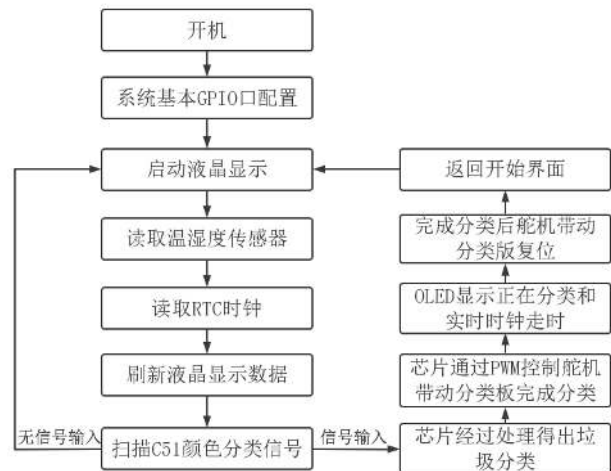 开机
系统基本GPIO口配置
启动液晶显示
读取温湿度传感器
读取RTC时钟
刷新液晶显示数据
无信号输入
扫描C51颜色分类信号
信号输入
返回开始界面
完成分类后舵机带动
分类版复位
OLED显示正在分类和
实时时钟走时
芯片通过PWM控制舵机
带动分类板完成分类
芯片经过处理得出垃
圾分类